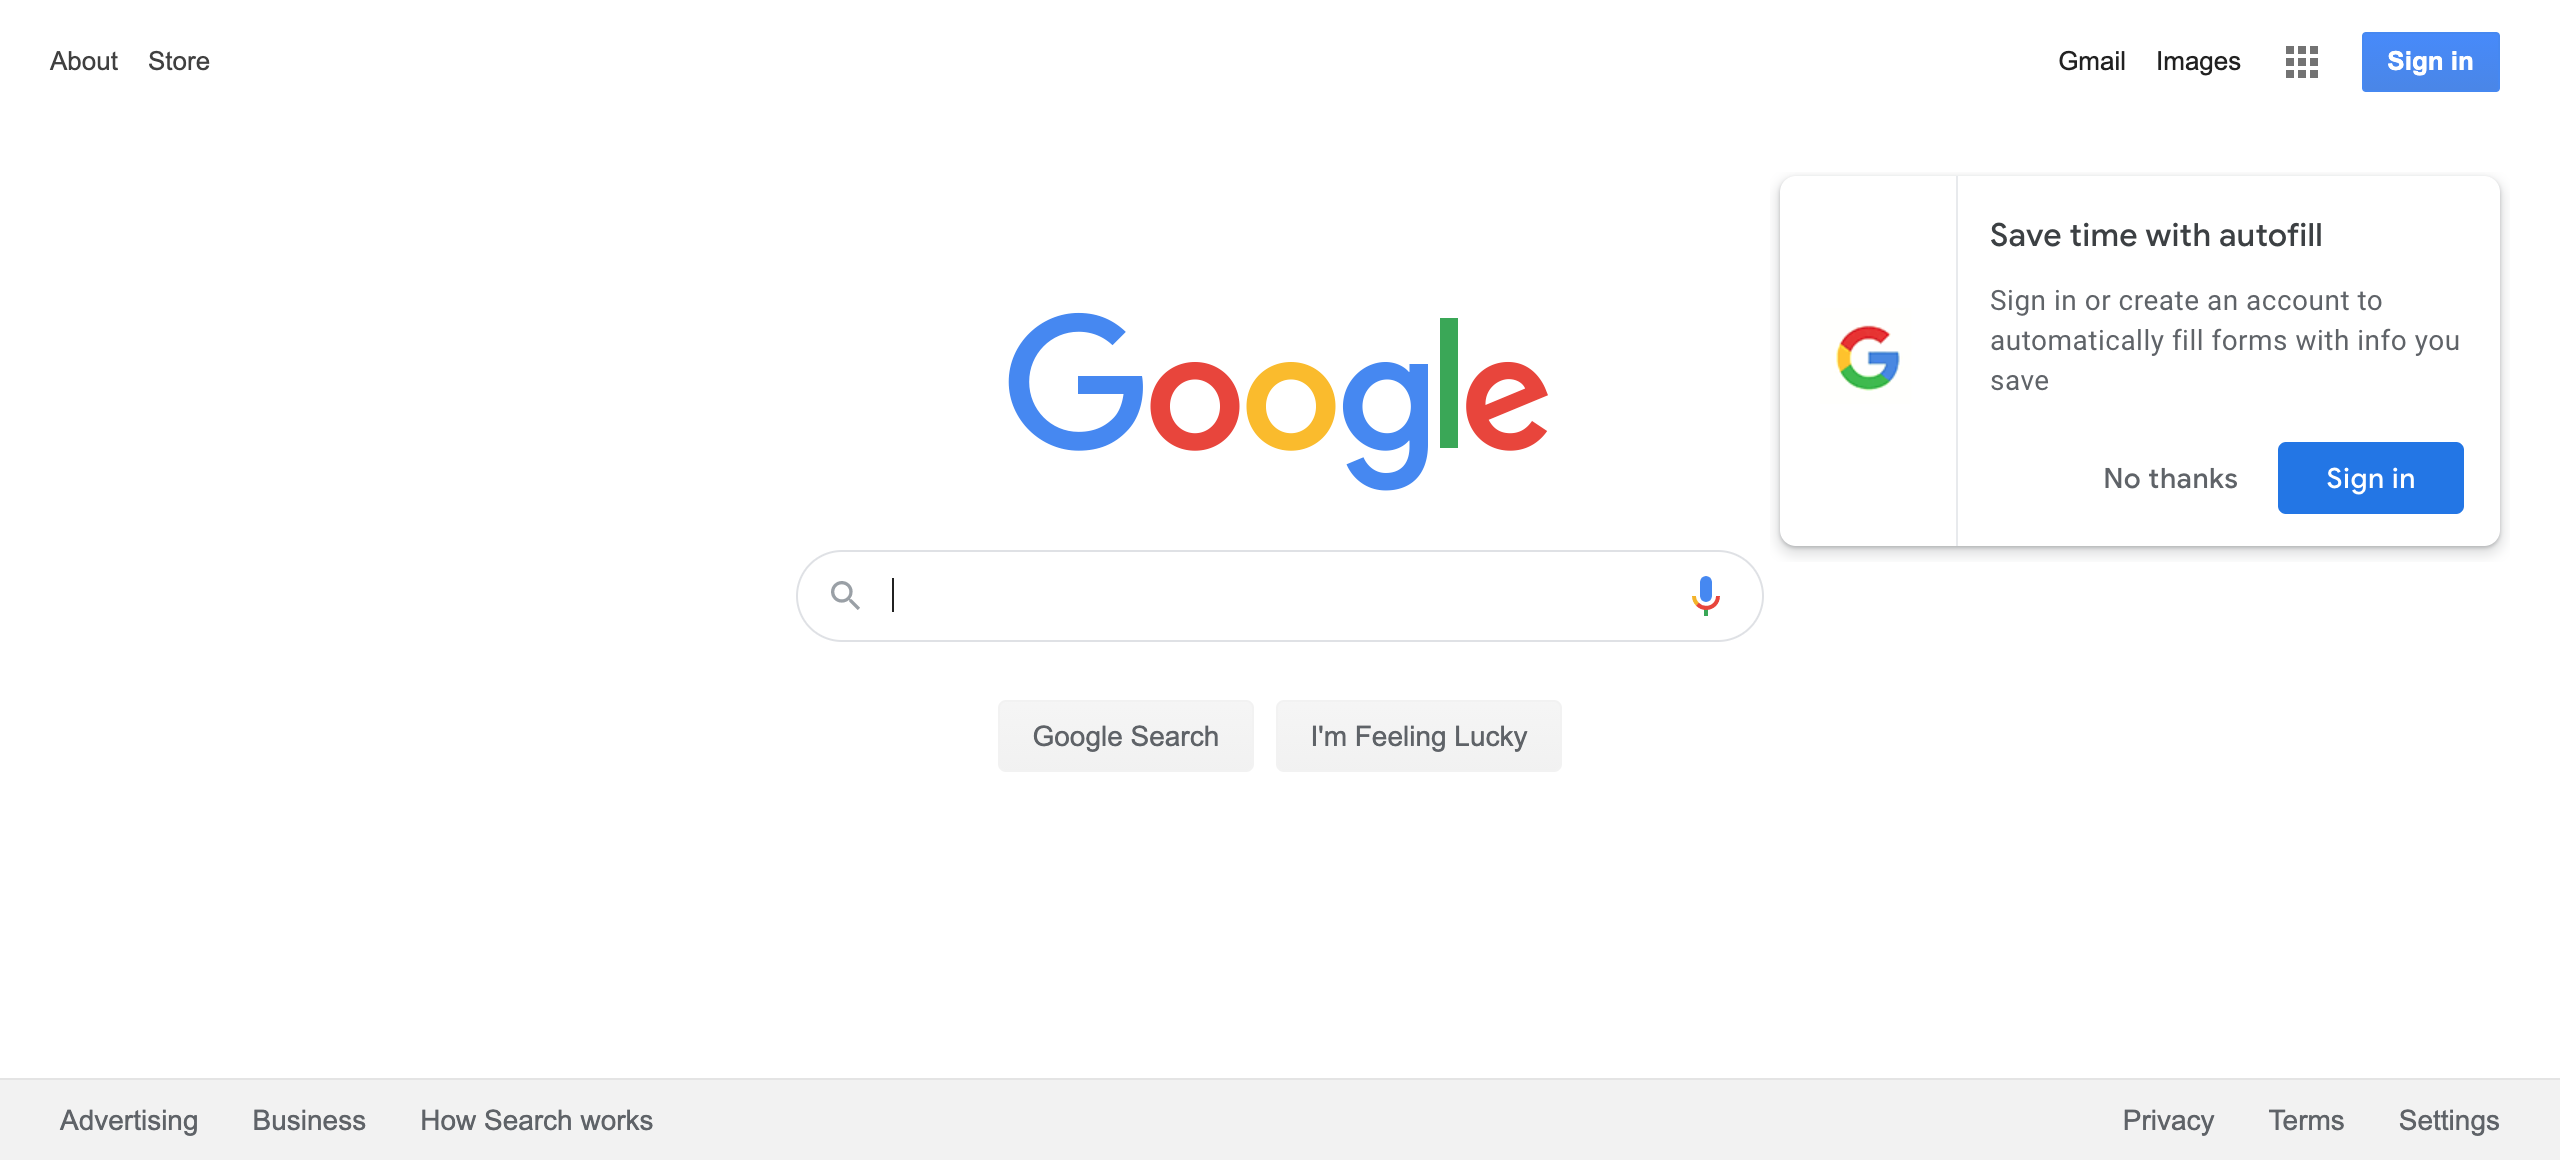 About Store Gmail Images Sign in
Save time with autofill
Sign in or create an account to
automatically fill forms with info you
save
No thanks Sign in
Google
Google Search I'm Feeling Lucky
Advertising Business How Search works Privacy Terms Settings